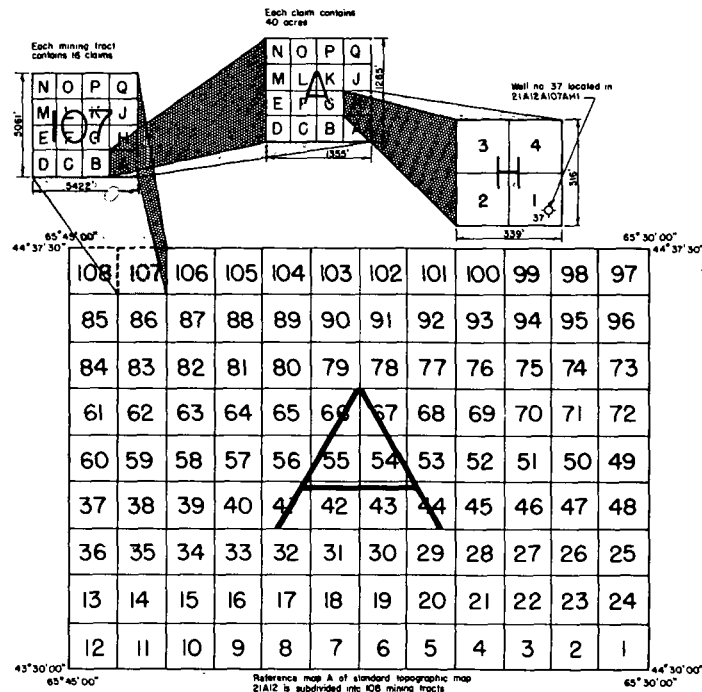 Each claim contains
40 acres
Each mining tract
contains 16 claims
N O P Q
M L K J
E F G H
D C B A
107
5061'
5422'
N O P Q
M L K J
E F G H
D C B A
A
1265'
1355'
Well no. 37 located in
21A12A107AH1
3 4
2 1
H
37
316'
339'
65°45'00"
44°37'30"
65°30'00"
44°37'30"
108 107 106 105 104 103 102 101 100 99 98 97
85 86 87 88 89 90 91 92 93 94 95 96
84 83 82 81 80 79 78 77 76 75 74 73
61 62 63 64 65 66 67 68 69 70 71 72
60 59 58 57 56 55 54 53 52 51 50 49
37 38 39 40 41 42 43 44 45 46 47 48
36 35 34 33 32 31 30 29 28 27 26 25
13 14 15 16 17 18 19 20 21 22 23 24
12 11 10 9 8 7 6 5 4 3 2 1
A
43°30'00"
65°45'00"
44°30'00"
65°30'00"
Reference map A of standard topographic map
21A12 is subdivided into 108 mining tracts